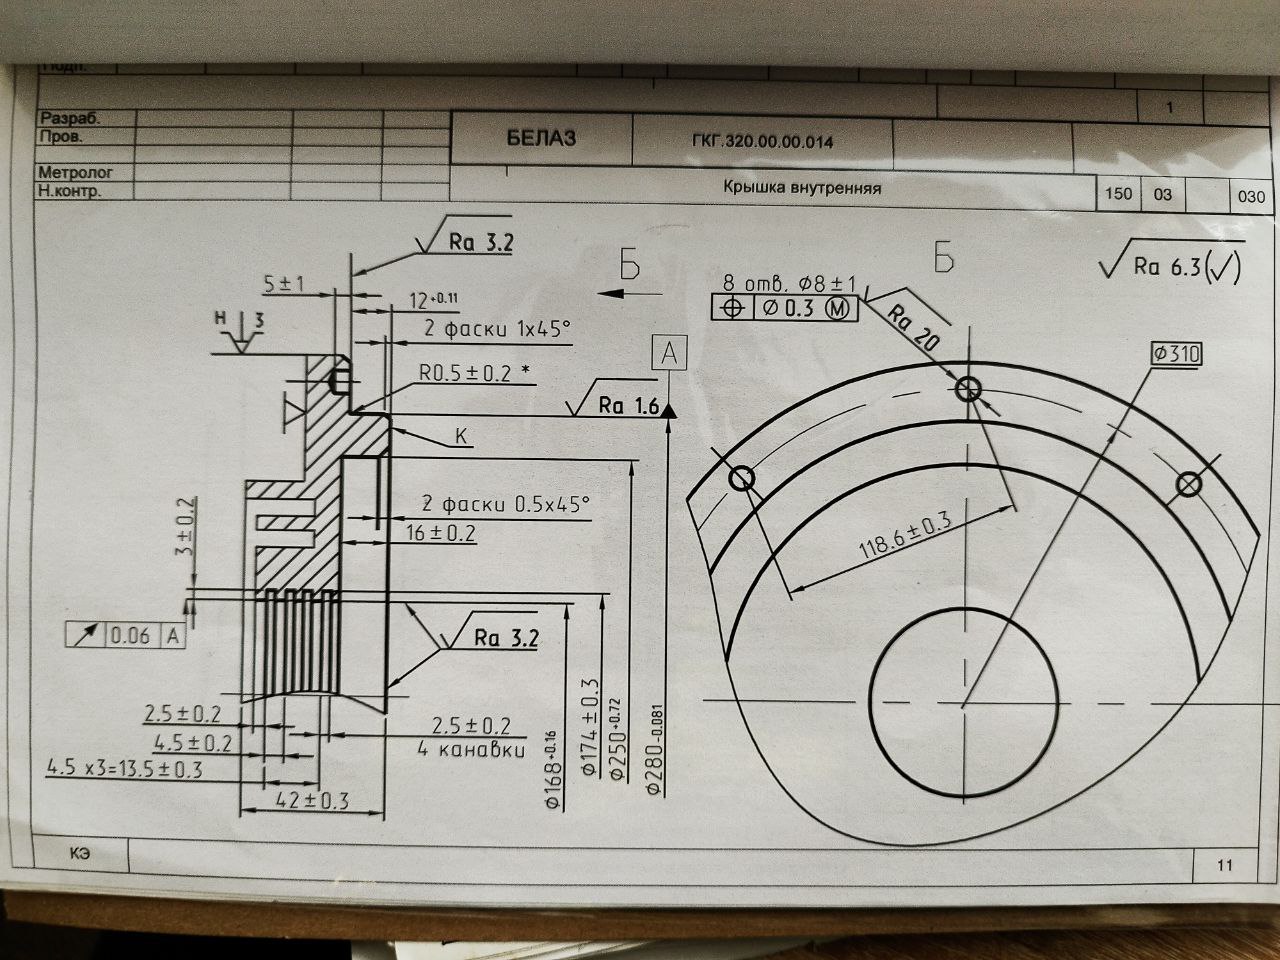 Подп.
1
Разраб.
Пров.
БЕЛАЗ
ГКГ.320.00.00.014
Метролог
Н.контр.
Крышка внутренняя
150 03 030
Ra 3.2
Б
Б
Ra 6.3(√)
5±1
12+0.11
8 отв. Ø8±1
⌖ Ø 0.3 Ⓜ
Н 3
2 фаски 1x45°
Ra 20
А
Ø310
R0.5±0.2 *
Ra 1.6
К
3±0.2
2 фаски 0.5x45°
16±0.2
118.6±0.3
0.06 А
Ra 3.2
2.5±0.2
2.5±0.2
4 канавки
4.5±0.2
4.5 x3=13.5±0.3
42±0.3
Ø168+0.16
Ø174±0.3
Ø250+0.72
Ø280-0.081
КЭ
11